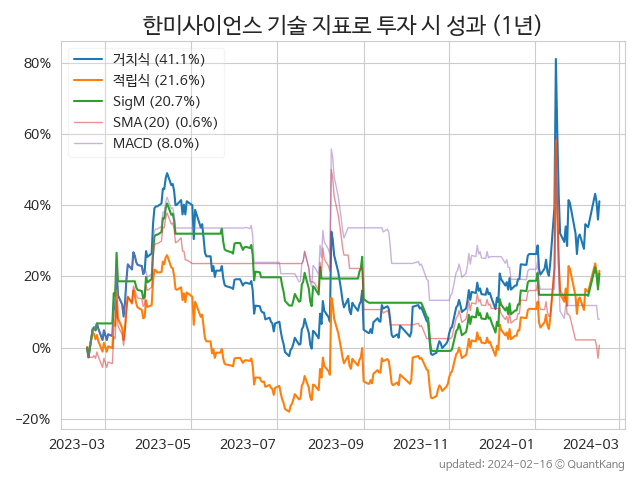 한미사이언스 기술 지표로 투자 시 성과 (1년)
거치식 (41.1%)
적립식 (21.6%)
SigM (20.7%)
SMA(20) (0.6%)
MACD (8.0%)
80%
60%
40%
20%
0%
−20%
2023-03 2023-05 2023-07 2023-09 2023-11 2024-01 2024-03
updated: 2024-02-16 © QuantKang